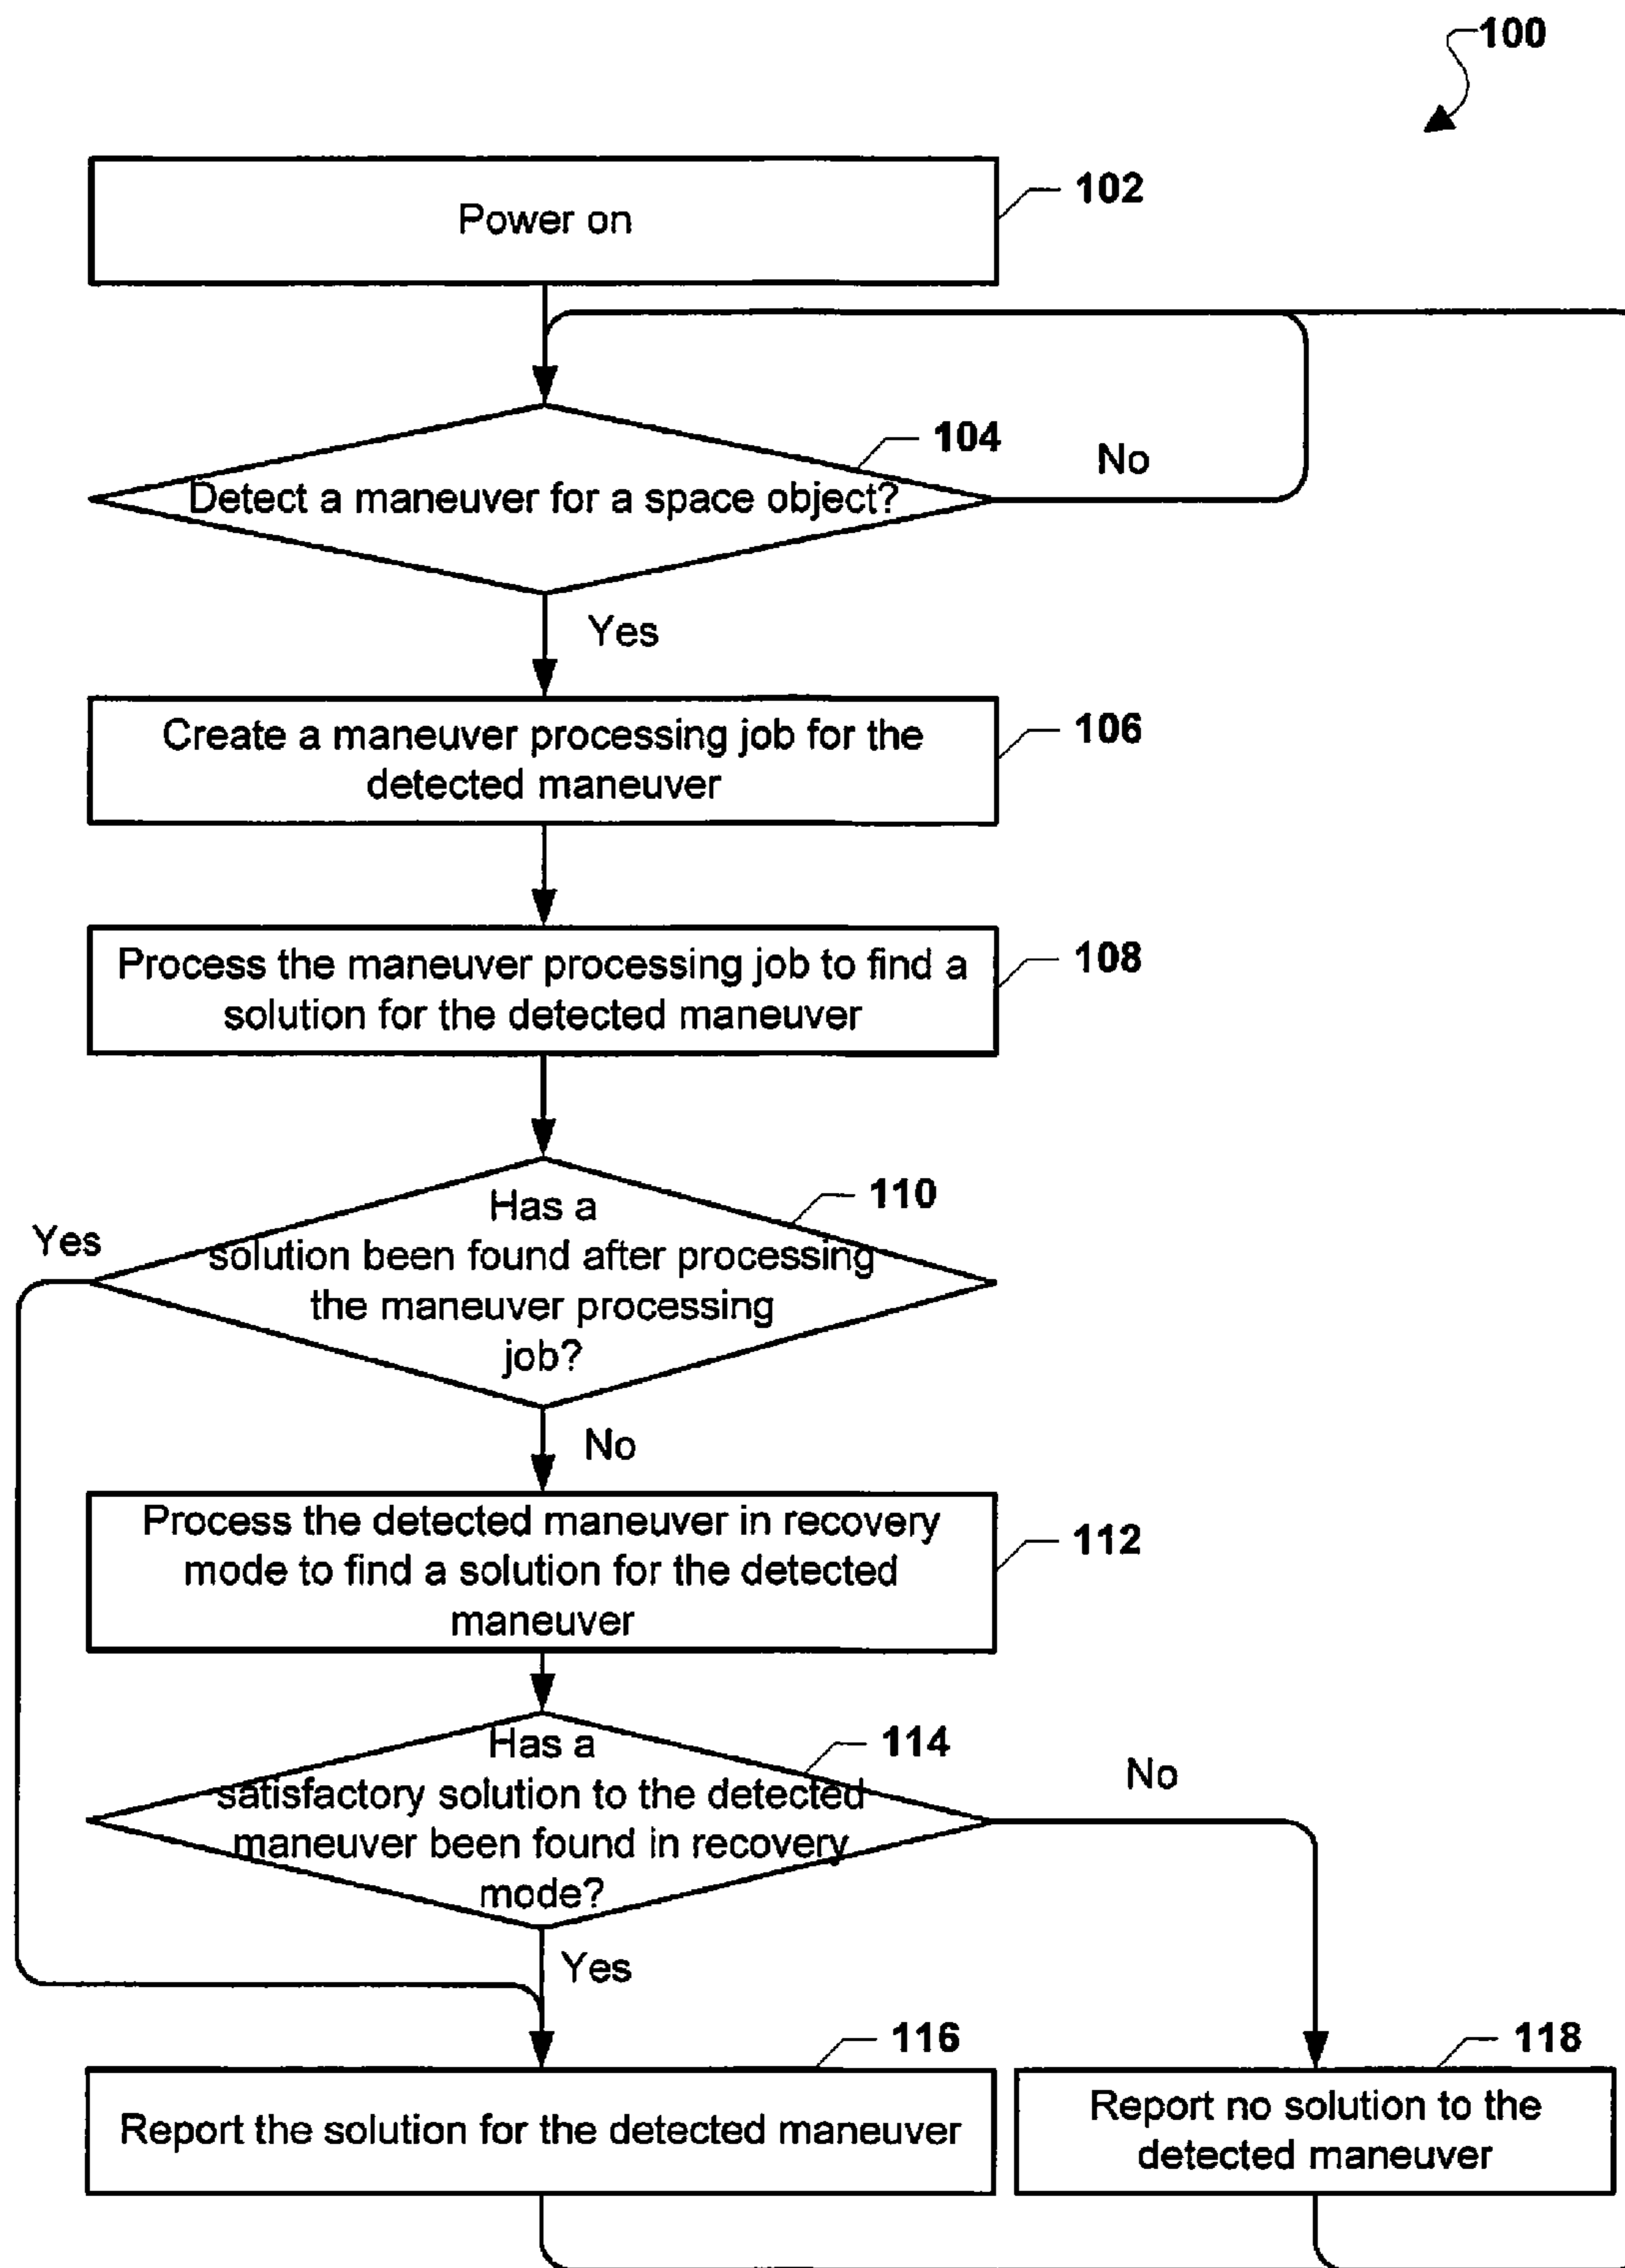 100
Power on
102
Detect a maneuver for a space object?
104
No
Yes
Create a maneuver processing job for the
detected maneuver
106
Process the maneuver processing job to find a
solution for the detected maneuver
108
Has a
solution been found after processing
the maneuver processing
job?
110
Yes
No
Process the detected maneuver in recovery
mode to find a solution for the detected
maneuver
112
Has a
satisfactory solution to the detected
maneuver been found in recovery
mode?
114
No
Yes
116
Report the solution for the detected maneuver
118
Report no solution to the
detected maneuver